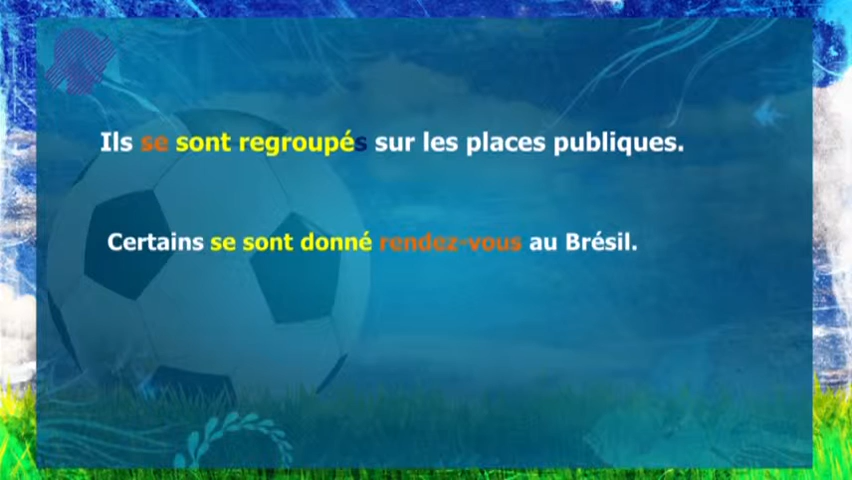 Ils se sont regroupés sur les places publiques.
Certains se sont donné rendez-vous au Brésil.